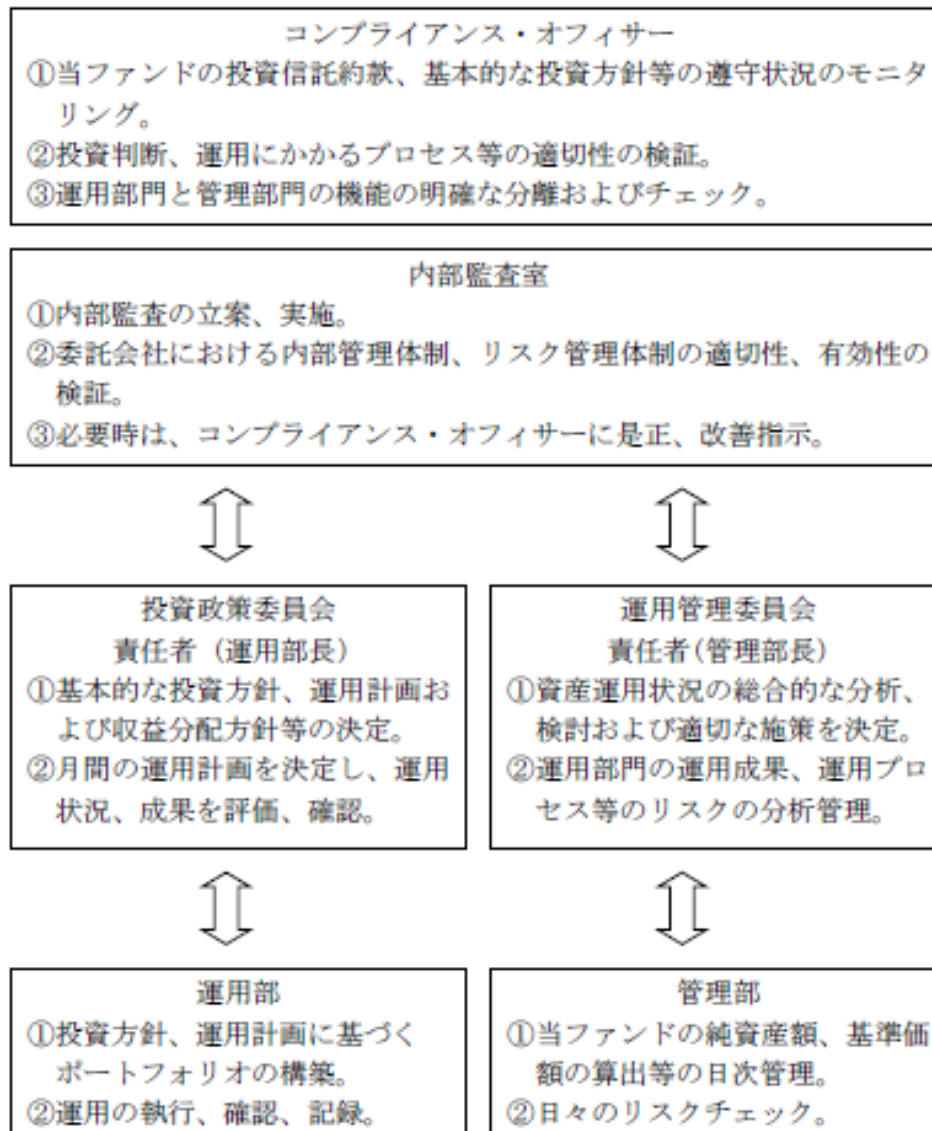 コンプライアンス・オフィサー
①当ファンドの投資信託約款、基本的な投資方針等の遵守状況のモニタ
リング。
②投資判断、運用にかかるプロセス等の適切性の検証。
③運用部門と管理部門の機能の明確な分離およびチェック。
内部監査室
①内部監査の立案、実施。
②委託会社における内部管理体制、リスク管理体制の適切性、有効性の
検証。
③必要時は、コンプライアンス・オフィサーに是正、改善指示。
投資政策委員会
責任者（運用部長）
①基本的な投資方針、運用計画お
よび収益分配方針等の決定。
②月間の運用計画を決定し、運用
状況、成果を評価、確認。
運用管理委員会
責任者(管理部長)
①資産運用状況の総合的な分析、
検討および適切な施策を決定。
②運用部門の運用成果、運用プロ
セス等のリスクの分析管理。
運用部
①投資方針、運用計画に基づく
ポートフォリオの構築。
②運用の執行、確認、記録。
管理部
①当ファンドの純資産額、基準価
額の算出等の日次管理。
②日々のリスクチェック。